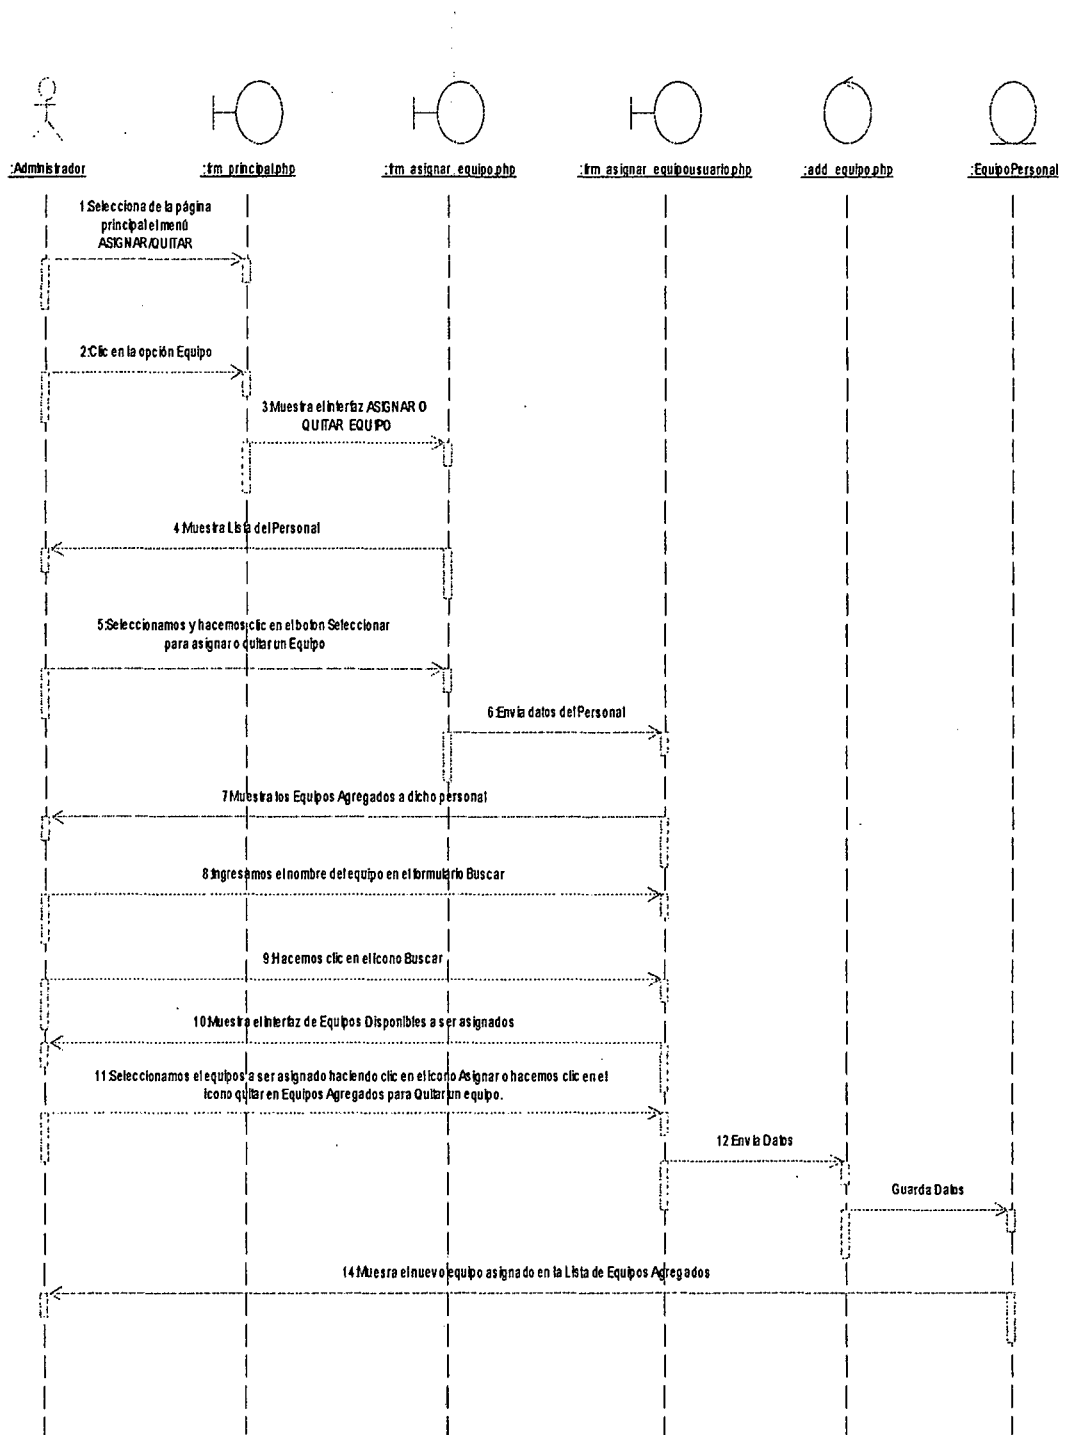 :Administrador
:frm_principal.php
:frm_asignar_equipo.php
:frm_asignar_equipousuario.php
:add_equipo.php
:EquipoPersonal
1:Selecciona de la página
principal el menú
ASIGNAR/QUITAR
2:Clic en la opción Equipo
3:Muestra el interfaz ASIGNAR O
QUITAR EQUIPO
4:Muestra Lista del Personal
5:Seleccionamos y hacemos clic en el boton Seleccionar
para asignar o quitar un Equipo
6:Envia datos del Personal
7:Muestra los Equipos Agregados a dicho personal
8:Ingresamos el nombre del equipo en el formulario Buscar
9:Hacemos clic en el ícono Buscar
10:Muestra el interfaz de Equipos Disponibles a ser asignados
11:Seleccionamos el equipos a ser asignado haciendo clic en el ícono Asignar o hacemos clic en el
ícono quitar en Equipos Agregados para Quitar un equipo.
12:Envia Datos
Guarda Datos
14:Muesra el nuevo equipo asignado en la Lista de Equipos Agregados